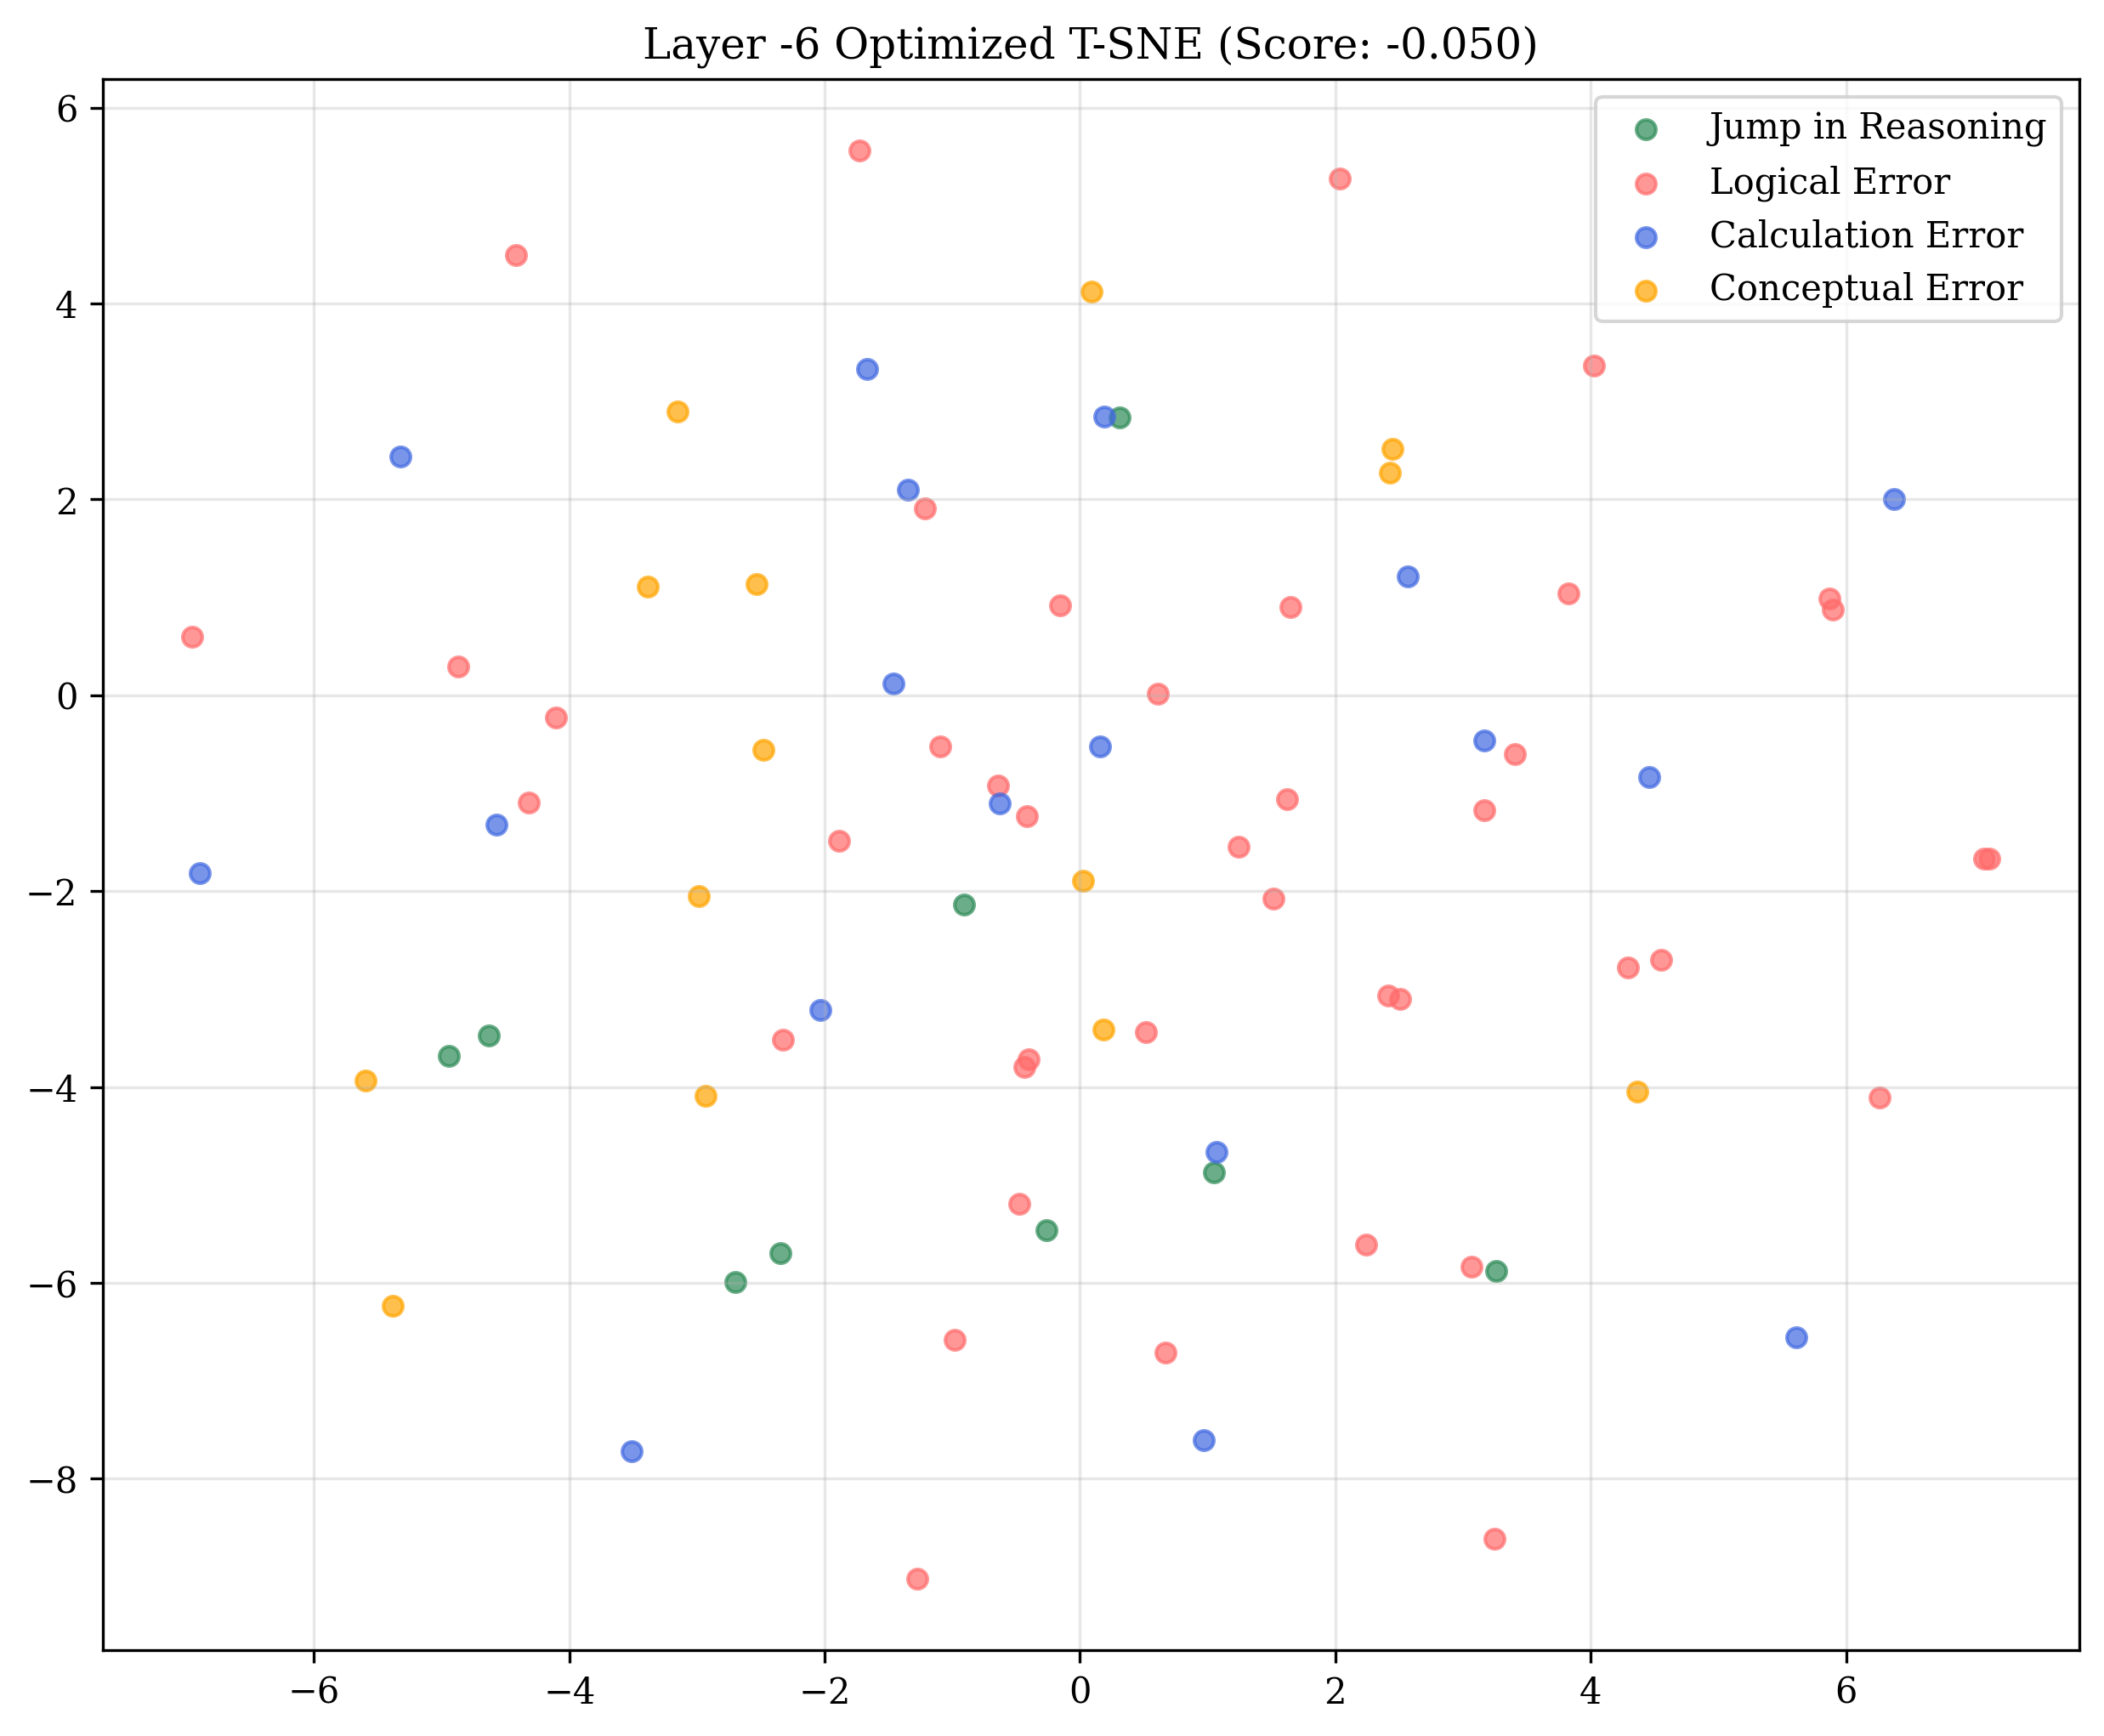 Layer -6 Optimized T-SNE (Score: -0.050)
Jump in Reasoning
Logical Error
Calculation Error
Conceptual Error
6
4
2
0
−2
−4
−6
−8
−6 −4 −2 0 2 4 6